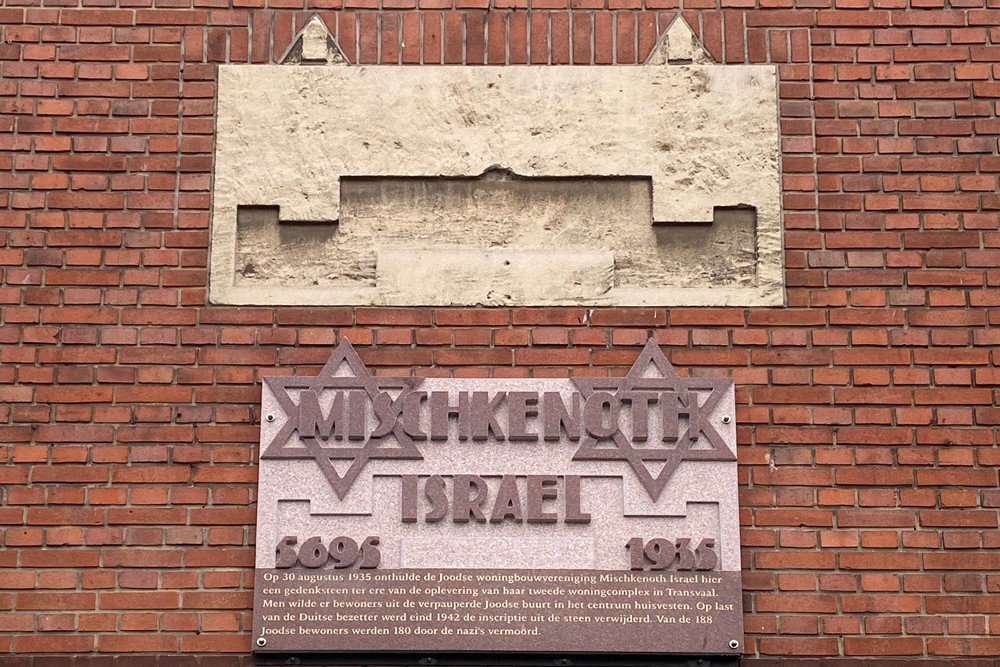 MISCHKENOTH
ISRAEL
5695 1935
Op 30 augustus 1935 onthulde de Joodse woningbouwvereniging Mischkenoth Israel hier
een gedenksteen ter ere van de oplevering van haar tweede woningcomplex in Transvaal.
Men wilde er bewoners uit de verpauperde Joodse buurt in het centrum huisvesten. Op last
van de Duitse bezetter werd eind 1942 de inscriptie uit de steen verwijderd. Van de 188
Joodse bewoners werden 180 door de nazi's vermoord.